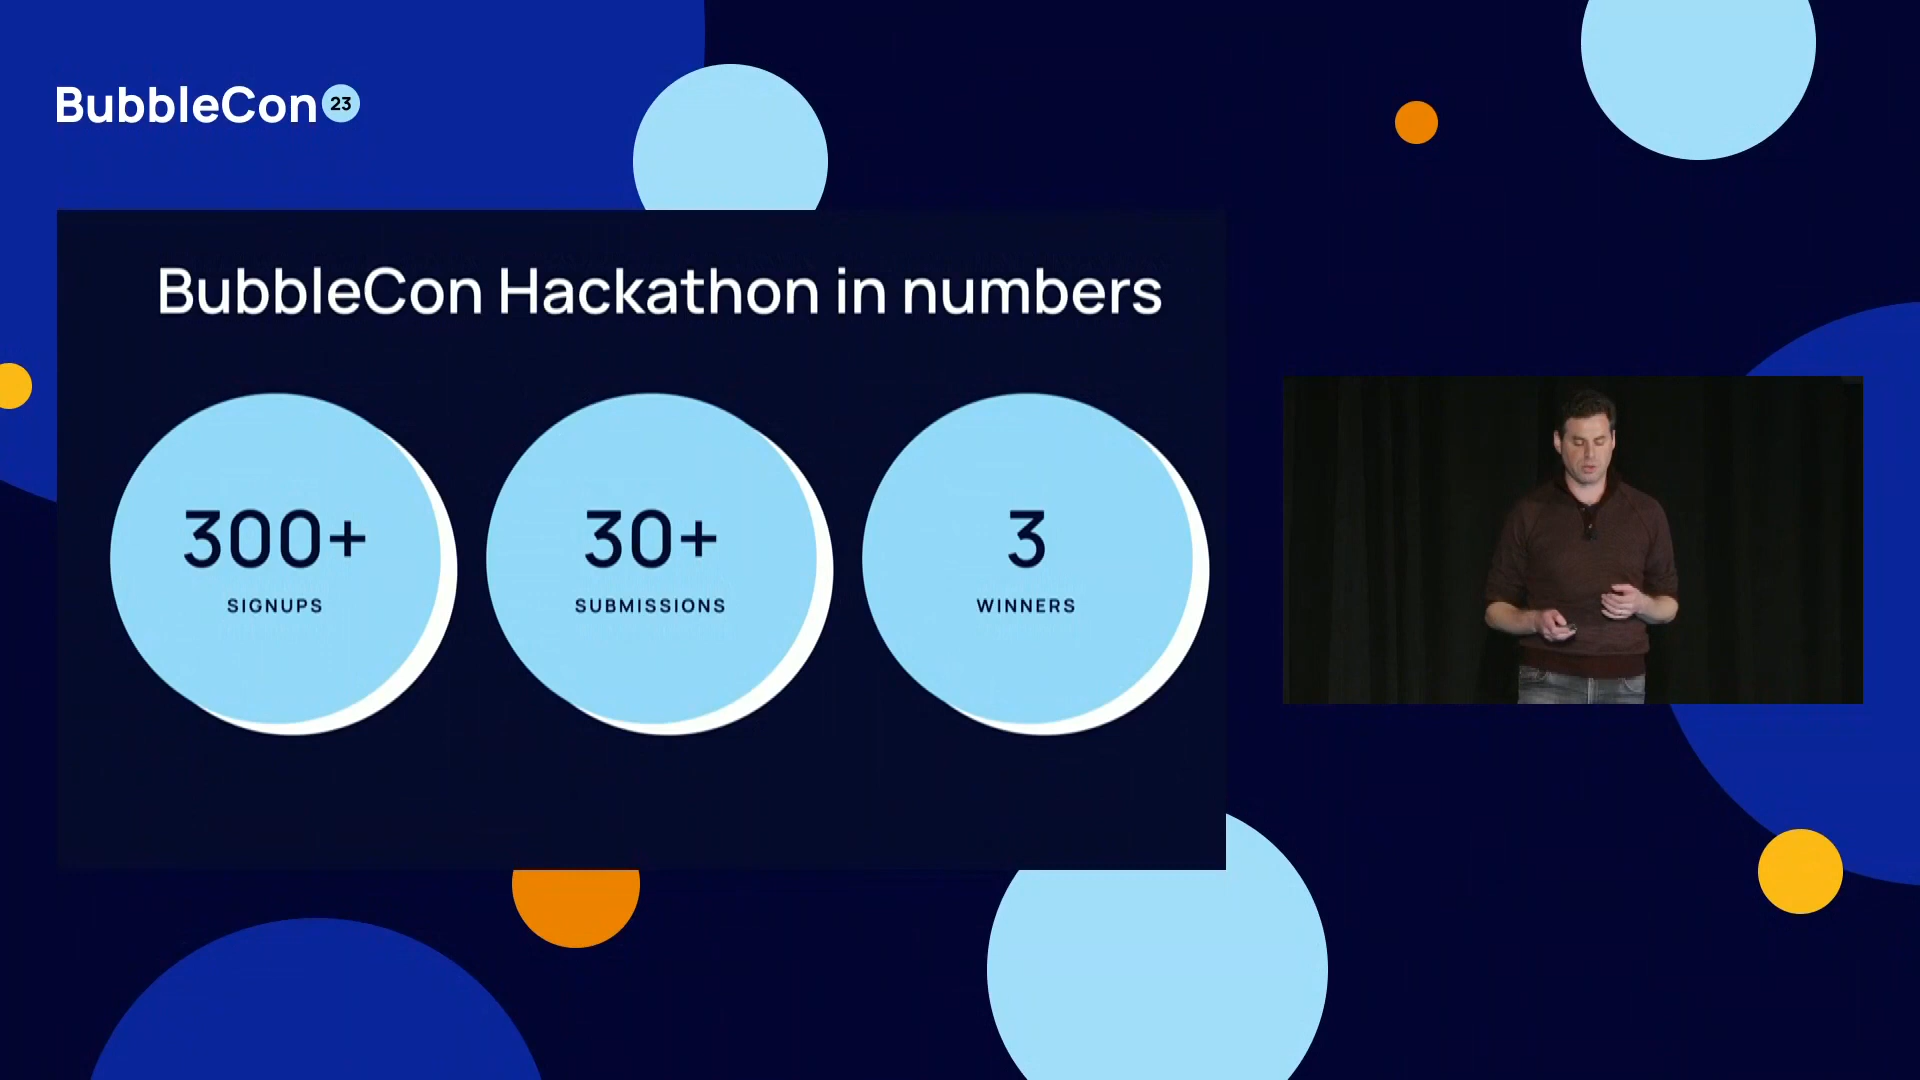 BubbleCon 23
BubbleCon Hackathon in numbers
300+
SIGNUPS
30+
SUBMISSIONS
3
WINNERS